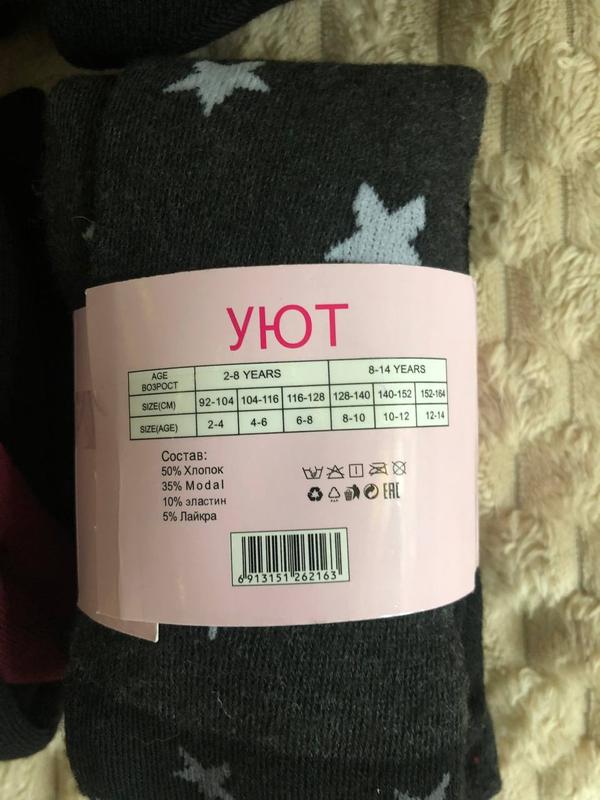 УЮТ
AGE ВОЗРОСТ 2-8 YEARS 8-14 YEARS
SIZE(CM) 92-104 104-116 116-128 128-140 140-152 152-164
SIZE(AGE) 2-4 4-6 6-8 8-10 10-12 12-14
Состав:
50% Хлопок
35% Modal
10% эластин
5% Лайкра
EAC
6 913151 262163